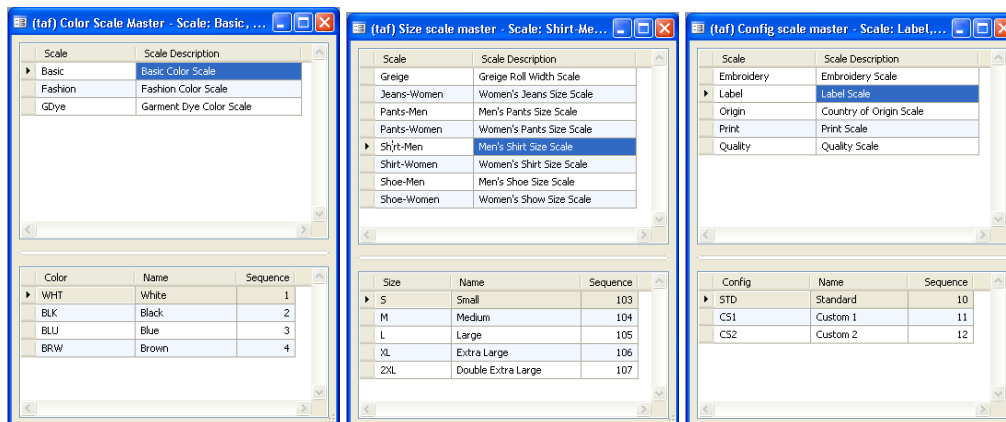 (taf) Color Scale Master - Scale: Basic, ...
Scale Scale Description
Basic Basic Color Scale
Fashion Fashion Color Scale
GDye Garment Dye Color Scale
Color Name Sequence
WHT White 1
BLK Black 2
BLU Blue 3
BRW Brown 4
(taf) Size scale master - Scale: Shirt-Me...
Scale Scale Description
Greige Greige Roll Width Scale
Jeans-Women Women's Jeans Size Scale
Pants-Men Men's Pants Size Scale
Pants-Women Women's Pants Size Scale
Shirt-Men Men's Shirt Size Scale
Shirt-Women Women's Shirt Size Scale
Shoe-Men Men's Shoe Size Scale
Shoe-Women Women's Show Size Scale
Size Name Sequence
S Small 103
M Medium 104
L Large 105
XL Extra Large 106
2XL Double Extra Large 107
(taf) Config scale master - Scale: Label,...
Scale Scale Description
Embroidery Embroidery Scale
Label Label Scale
Origin Country of Origin Scale
Print Print Scale
Quality Quality Scale
Config Name Sequence
STD Standard 10
CS1 Custom 1 11
CS2 Custom 2 12